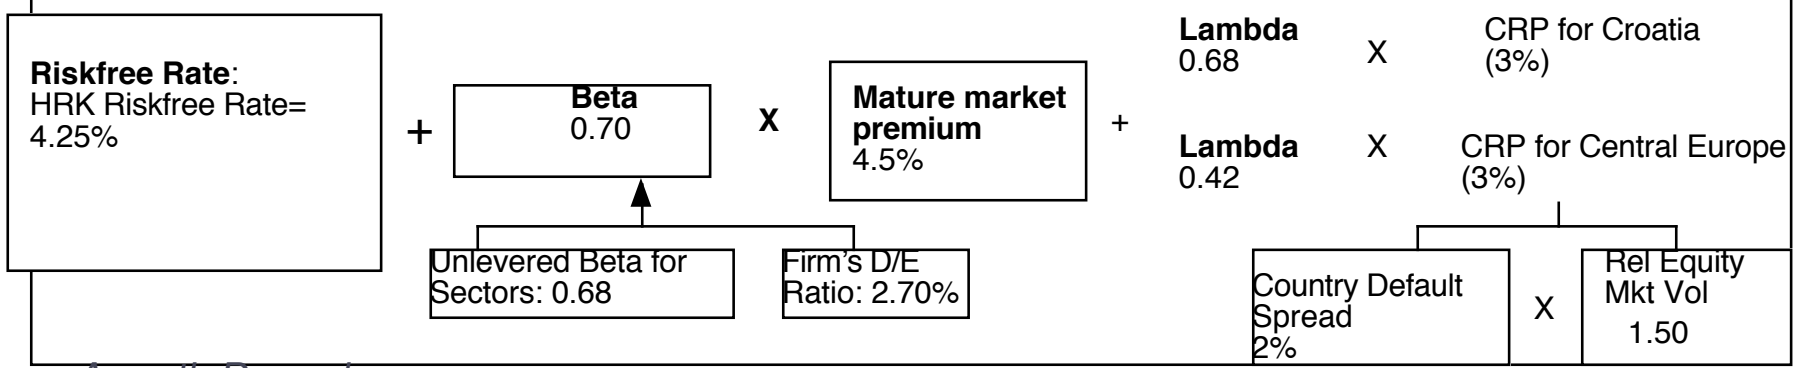 Riskfree Rate:
HRK Riskfree Rate=
4.25%
+
Beta
0.70
X
Mature market
premium
4.5%
+
Lambda
0.68
X
CRP for Croatia
(3%)
Lambda
0.42
X
CRP for Central Europe
(3%)
Unlevered Beta for
Sectors: 0.68
Firm's D/E
Ratio: 2.70%
Country Default
Spread
2%
X
Rel Equity
Mkt Vol
1.50